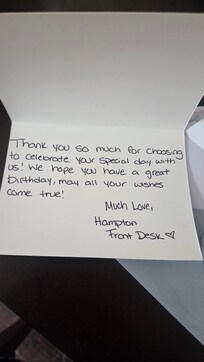 Thank you so much for choosing
to celebrate your special day with
us! We hope you have a great
birthday, may all your wishes
come true!
Much Love,
Hampton
Front Desk ♡